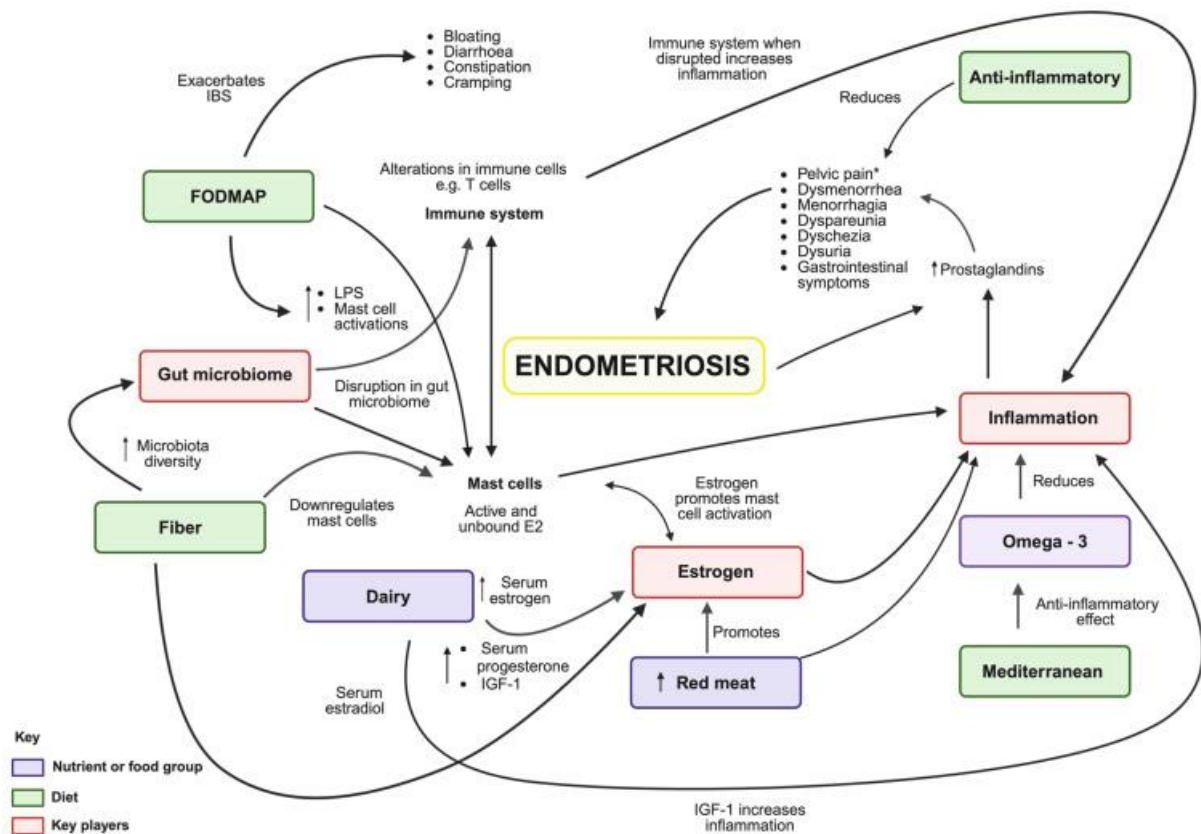 • Bloating
• Diarrhoea
• Constipation
• Cramping
Exacerbates
IBS
Immune system when
disrupted increases
inflammation
Anti-inflammatory
Reduces
FODMAP
Alterations in immune cells
e.g. T cells
Immune system
• Pelvic pain*
• Dysmenorrhea
• Menorrhagia
• Dyspareunia
• Dyschezia
• Dysuria
• Gastrointestinal
symptoms
↑Prostaglandins
↑ • LPS
• Mast cell
activations
ENDOMETRIOSIS
Gut microbiome
Disruption in gut
microbiome
Inflammation
↑ Microbiota
diversity
Mast cells
Active and
unbound E2
Downregulates
mast cells
Estrogen
promotes mast
cell activation
Reduces
Fiber
Omega - 3
Estrogen
Dairy
↑ Serum
estrogen
Anti-inflammatory
effect
Promotes
↑ ▪ Serum
progesterone
▪ IGF-1
↑ Red meat
Mediterranean
Serum
estradiol
Key
Nutrient or food group
Diet
Key players
IGF-1 increases
inflammation